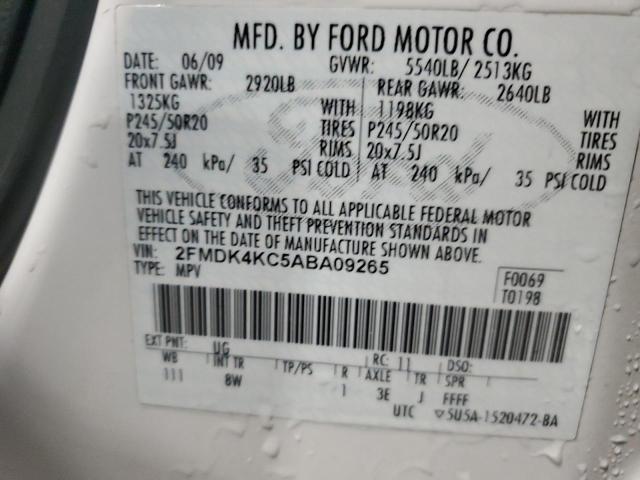 MFD. BY FORD MOTOR CO.
DATE: 06/09 GVWR: 5540LB/ 2513KG
FRONT GAWR: 2920LB REAR GAWR: 2640LB
1325KG WITH 1198KG WITH
P245/50R20 TIRES P245/50R20 TIRES
20x7.5J RIMS 20x7.5J RIMS
AT 240 kPa/ 35 PSI COLD AT 240 kPa/ 35 PSI COLD
THIS VEHICLE CONFORMS TO ALL APPLICABLE FEDERAL MOTOR
VEHICLE SAFETY AND THEFT PREVENTION STANDARDS IN
EFFECT ON THE DATE OF MANUFACTURE SHOWN ABOVE.
VIN: 2FMDK4KC5ABA09265
TYPE: MPV
F0069
T0198
EXT PNT: UG RC: 11 DSO:
WB INT TR TP/PS R AXLE TR SPR
111 8W 1 3E J FFFF
UTC ▽5U5A-1520472-BA